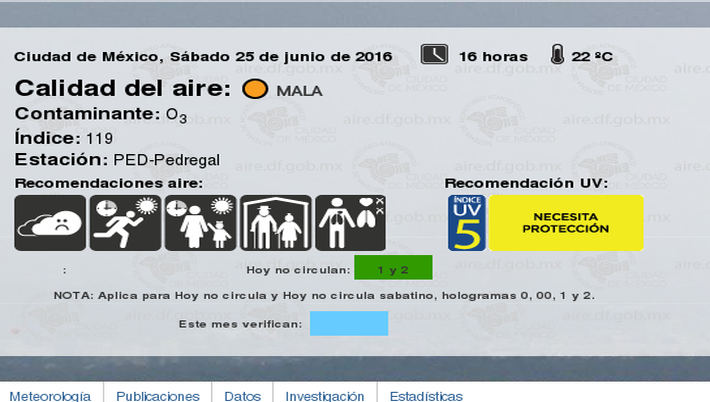 Ciudad de México, Sábado 25 de junio de 2016 16 horas 22 ºC
Calidad del aire: MALA
Contaminante: O3
Índice: 119
Estación: PED-Pedregal
Recomendaciones aire: Recomendación UV:
ÍNDICE
UV
5
NECESITA
PROTECCIÓN
: Hoy no circulan: 1 y 2
NOTA: Aplica para Hoy no circula y Hoy no circula sabatino, hologramas 0, 00, 1 y 2.
Este mes verifican:
Meteorología Publicaciones Datos Investigación Estadísticas
aire.df.gob.mx
CIUDAD
DE MÉXICO